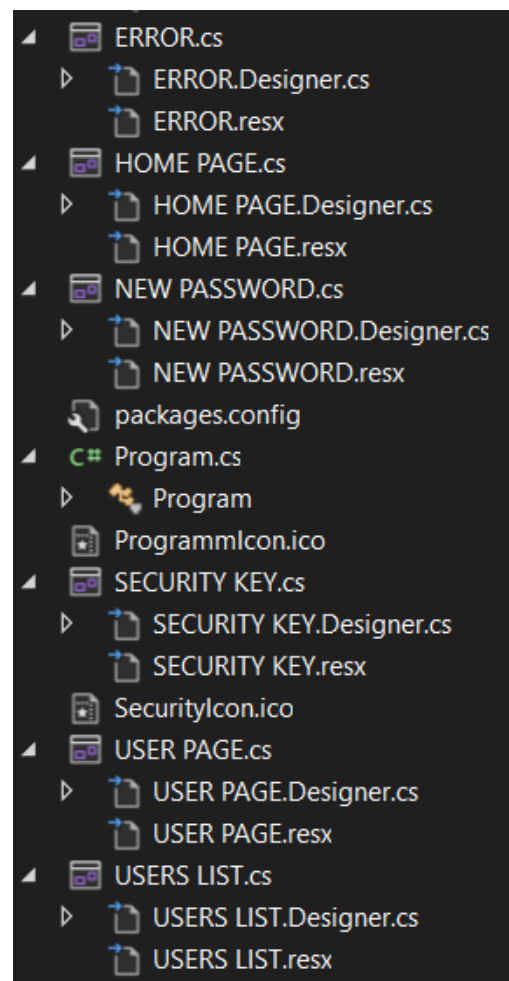 ERROR.cs
ERROR.Designer.cs
ERROR.resx
HOME PAGE.cs
HOME PAGE.Designer.cs
HOME PAGE.resx
NEW PASSWORD.cs
NEW PASSWORD.Designer.cs
NEW PASSWORD.resx
packages.config
C# Program.cs
Program
ProgrammIcon.ico
SECURITY KEY.cs
SECURITY KEY.Designer.cs
SECURITY KEY.resx
SecurityIcon.ico
USER PAGE.cs
USER PAGE.Designer.cs
USER PAGE.resx
USERS LIST.cs
USERS LIST.Designer.cs
USERS LIST.resx